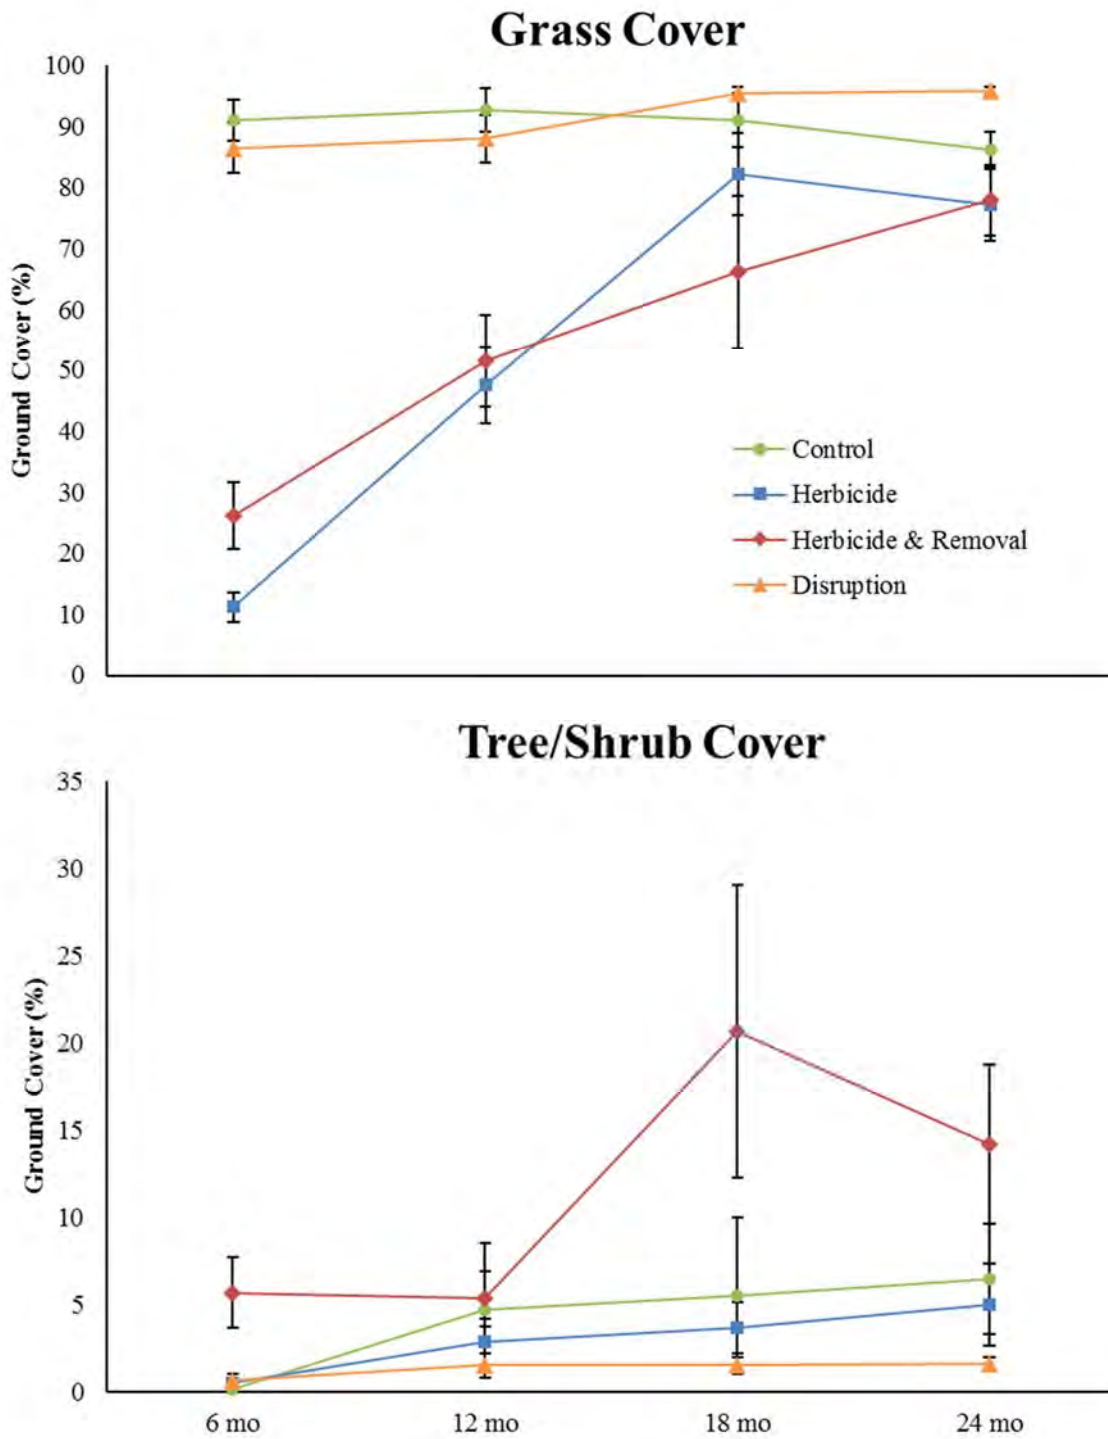 Grass Cover
100
90
80
70
60
50
40
30
20
10
0
Ground Cover (%)
Control
Herbicide
Herbicide & Removal
Disruption
Tree/Shrub Cover
35
30
25
20
15
10
5
0
Ground Cover (%)
6 mo 12 mo 18 mo 24 mo